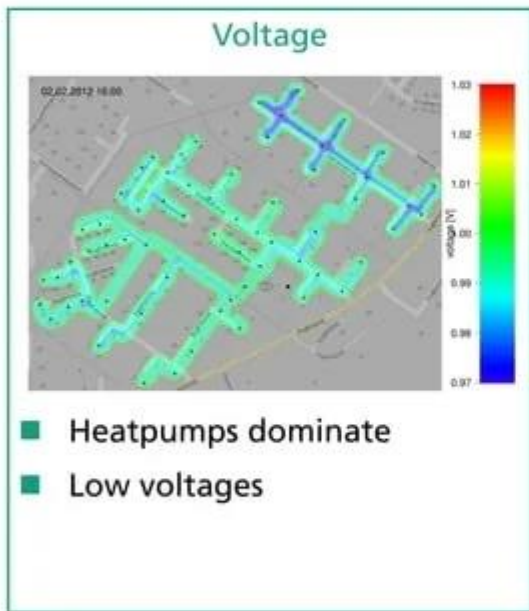 Voltage
02.02.2012 18:00
1.03
1.02
1.01
1.00
0.99
0.98
0.97
voltage [V]
Heatpumps dominate
Low voltages